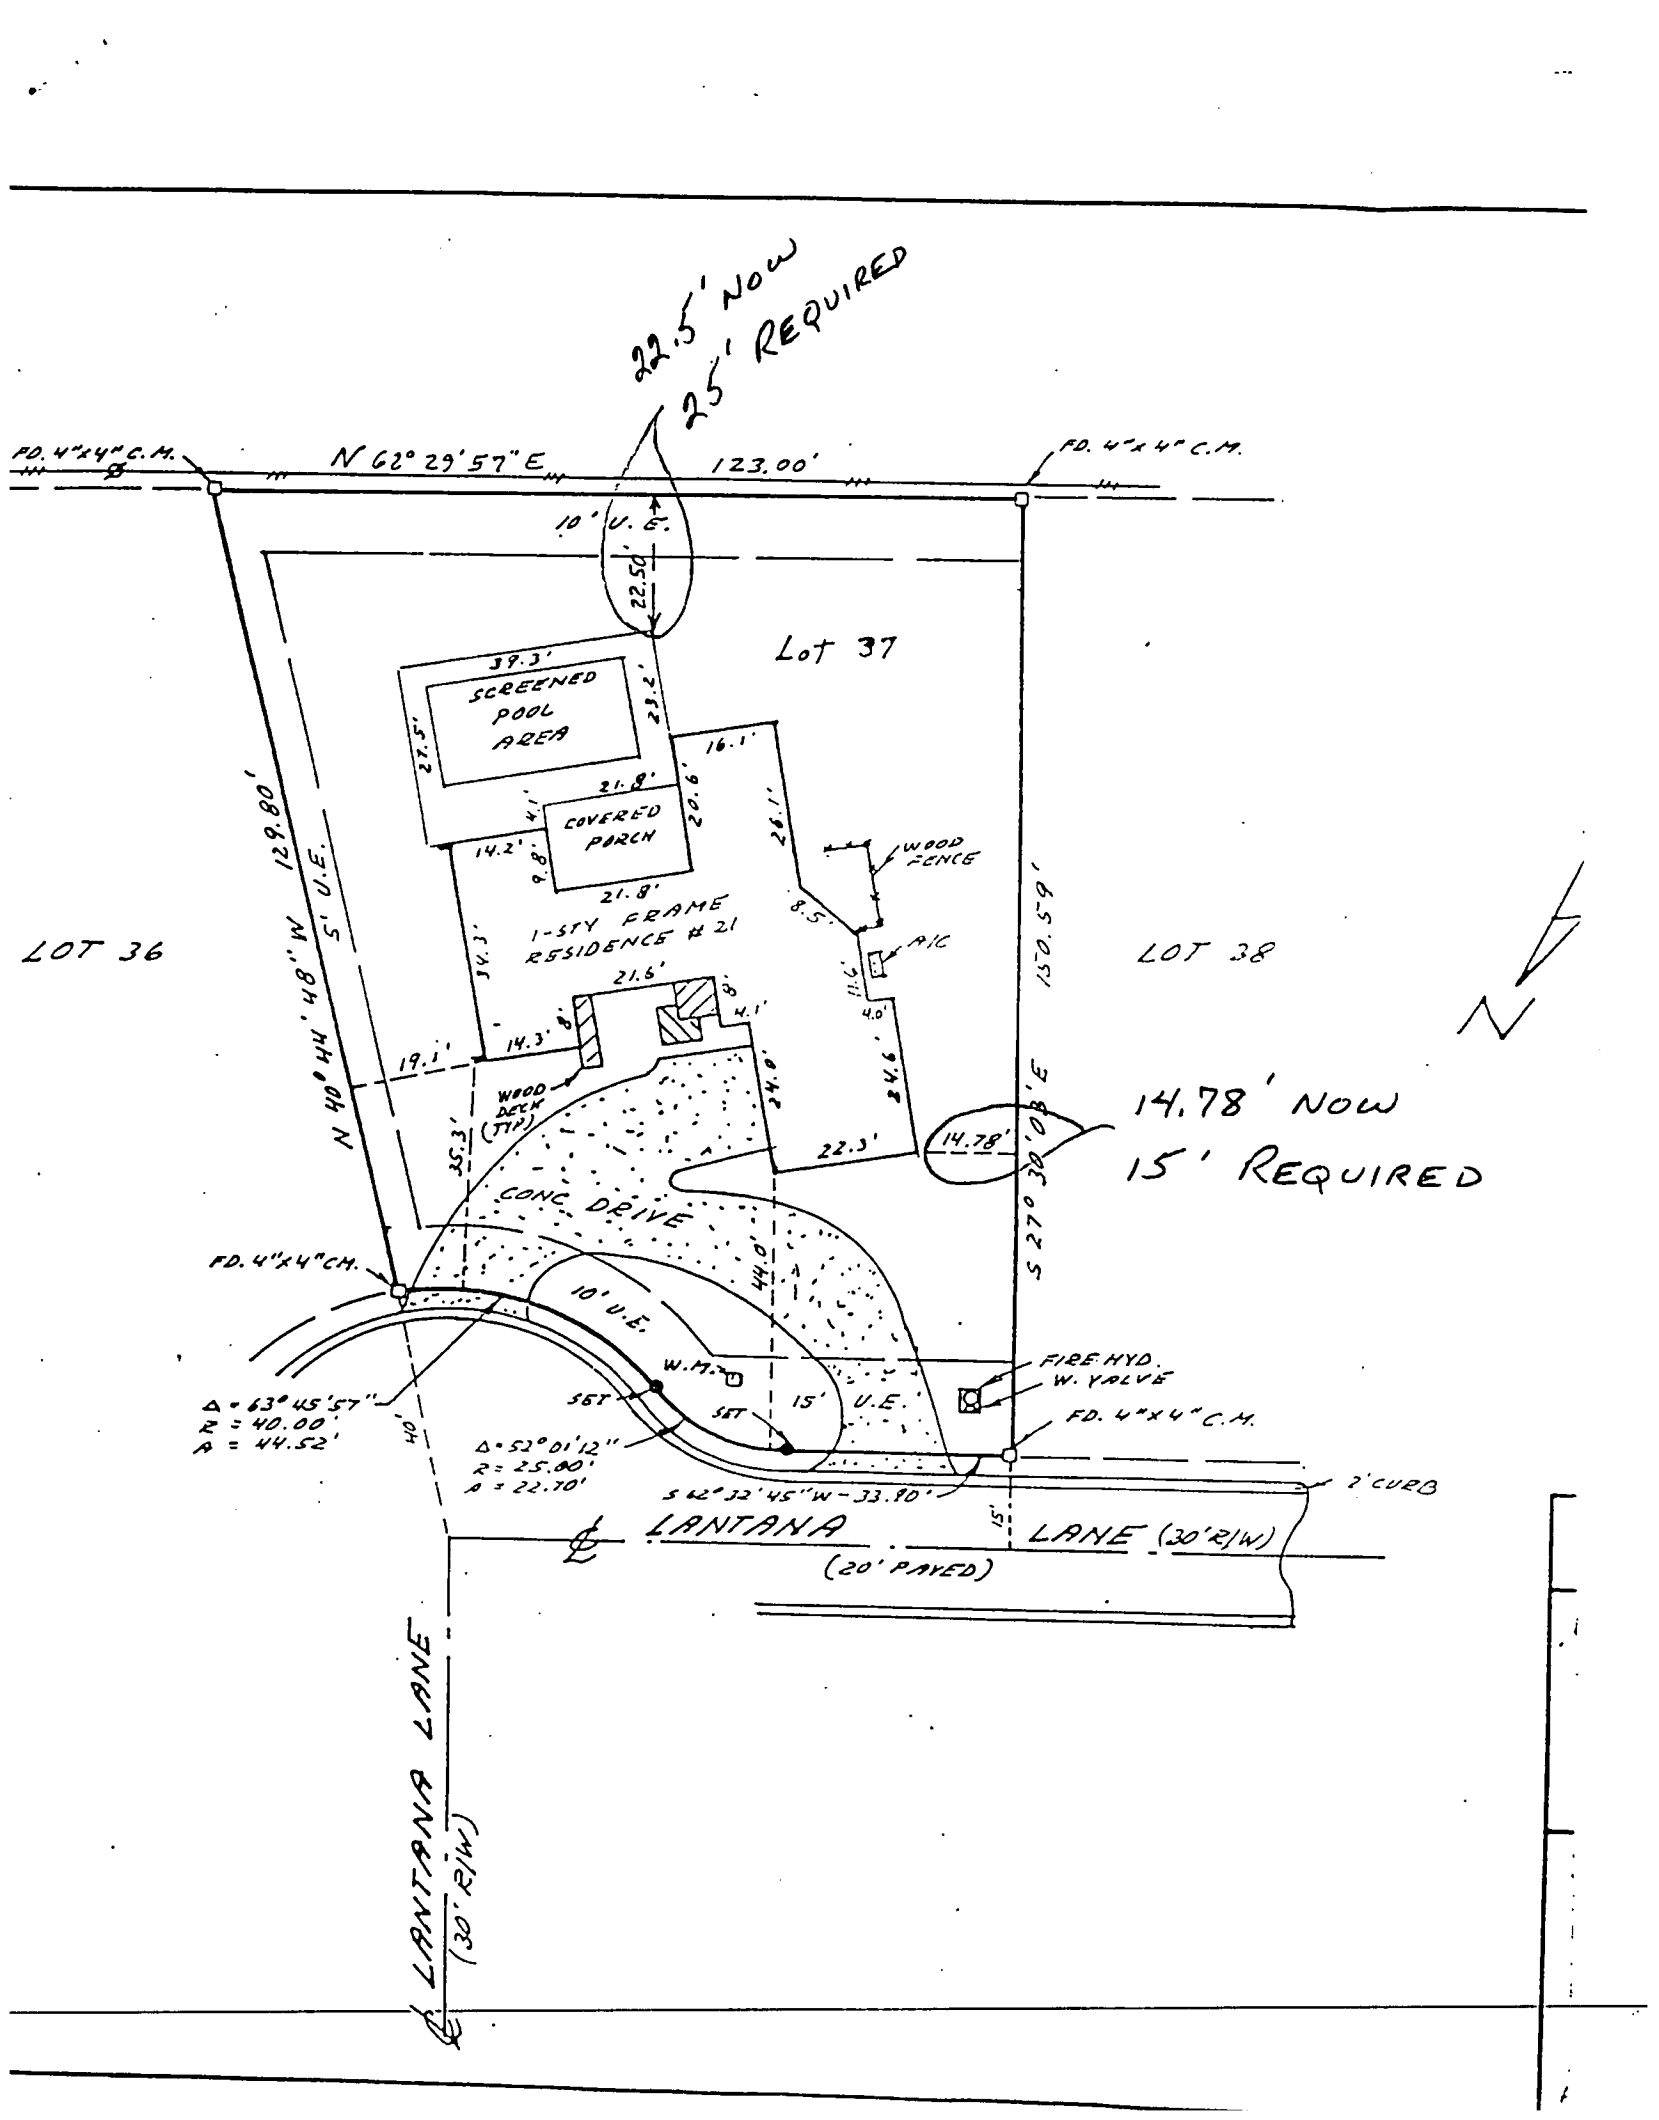 22.5' NOW
25' REQUIRED
FD. 4"x4" C.M.
N 62° 29' 57" E
123.00'
FD. 4"x4" C.M.
10' U.E.
22.50'
Lot 37
39.3'
SCREENED
POOL
AREA
23.2'
27.5'
16.1'
21.8'
4.1'
COVERED
PORCH
20.6'
26.1'
14.2'
9.8'
21.8'
WOOD
FENCE
8.5'
129.80'
N 40° 44' 48" W
5' U.E.
1-STY FRAME
RESIDENCE # 21
34.3'
A/C
11.6'
4.0'
150.59'
S 27° 30' 03" E
LOT 36
LOT 38
N
21.6'
8'
8'
4.1'
14.3'
19.1'
WOOD
DECK
(TYP)
24.0'
35.3'
22.3'
14.78'
14.78' NOW
15' REQUIRED
CONC DRIVE
44.0'
FD. 4"x4" CM.
10' U.E.
W.M.
SET
SET
15' U.E.
FIRE HYD.
W. VALVE
FD. 4"x4" C.M.
Δ = 63° 45' 57"
R = 40.00'
A = 44.52'
40'
Δ = 52° 01' 12"
R = 25.00'
A = 22.70'
S 62° 32' 45" W - 33.90'
2' CURB
15'
LANTANA LANE (30' R/W)
(20' PAVED)
LANTANA LANE
(30' R/W)